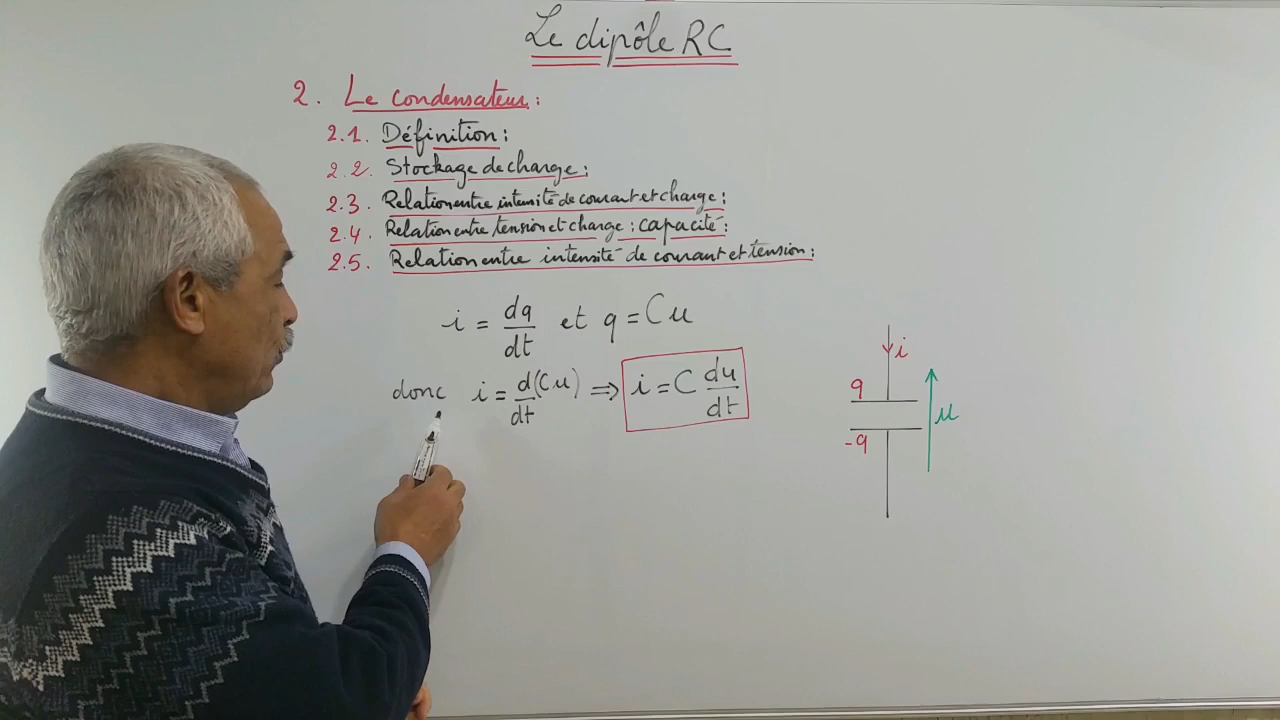 Le dipôle RC
2. Le condensateur :
2.1. Définition :
2.2. Stockage de charge :
2.3. Relation entre intensité de courant et charge :
2.4. Relation entre tension et charge : capacité :
2.5. Relation entre intensité de courant et tension :
i = dq/dt et q = Cu
donc i = d(Cu)/dt ⇒ i = C du/dt
i
q
u
-q